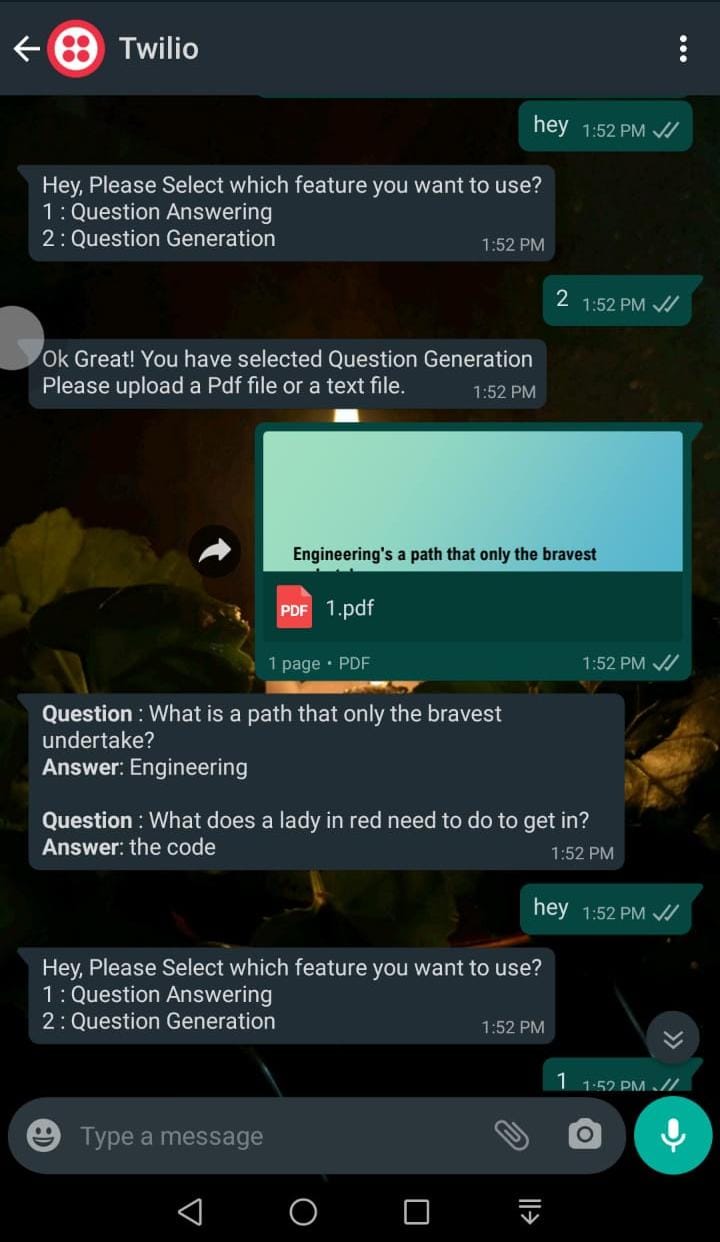 Twilio
hey 1:52 PM
Hey, Please Select which feature you want to use?
1 : Question Answering
2 : Question Generation
1:52 PM
2 1:52 PM
Ok Great! You have selected Question Generation
Please upload a Pdf file or a text file.
1:52 PM
Engineering's a path that only the bravest
PDF 1.pdf
1 page • PDF
1:52 PM
Question : What is a path that only the bravest
undertake?
Answer: Engineering
Question : What does a lady in red need to do to get in?
Answer: the code
1:52 PM
hey 1:52 PM
Hey, Please Select which feature you want to use?
1 : Question Answering
2 : Question Generation
1:52 PM
1 1:52 PM
Type a message